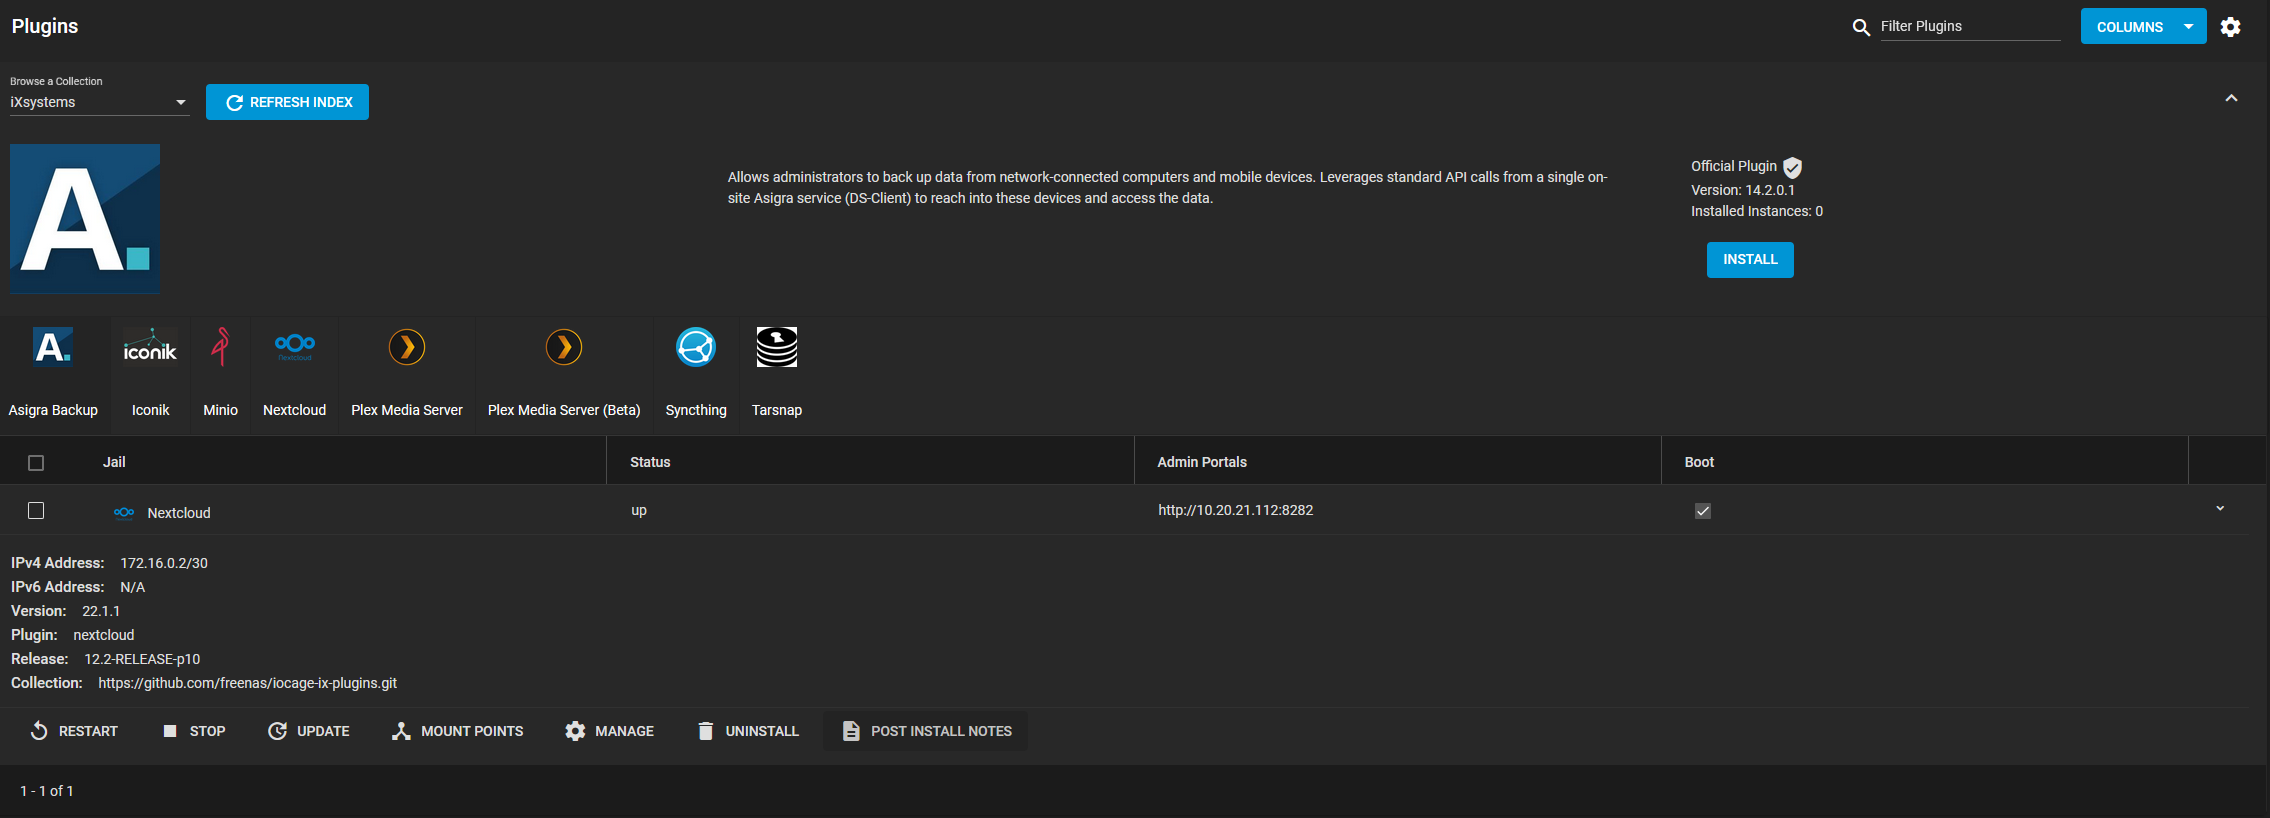 Plugins
Filter Plugins
COLUMNS
Browse a Collection
iXsystems
REFRESH INDEX
A.
Allows administrators to back up data from network-connected computers and mobile devices. Leverages standard API calls from a single on-
site Asigra service (DS-Client) to reach into these devices and access the data.
Official Plugin
Version: 14.2.0.1
Installed Instances: 0
INSTALL
A.
iconik
Nextcloud
Asigra Backup
Iconik
Minio
Nextcloud
Plex Media Server
Plex Media Server (Beta)
Syncthing
Tarsnap
Jail
Status
Admin Portals
Boot
Nextcloud
up
http://10.20.21.112:8282
IPv4 Address: 172.16.0.2/30
IPv6 Address: N/A
Version: 22.1.1
Plugin: nextcloud
Release: 12.2-RELEASE-p10
Collection: https://github.com/freenas/iocage-ix-plugins.git
RESTART
STOP
UPDATE
MOUNT POINTS
MANAGE
UNINSTALL
POST INSTALL NOTES
1 - 1 of 1